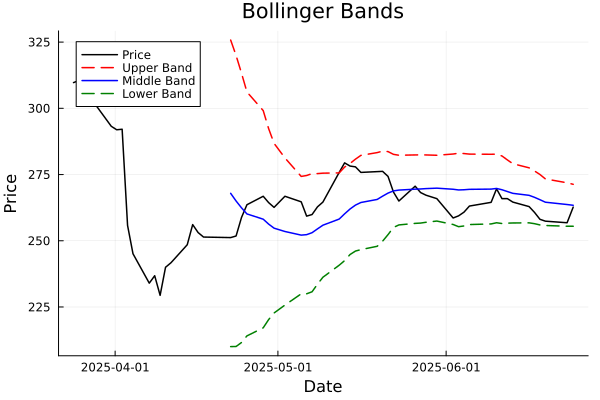 Bollinger Bands
Price
Upper Band
Middle Band
Lower Band
325
300
275
250
225
Price
2025-04-01
2025-05-01
2025-06-01
Date